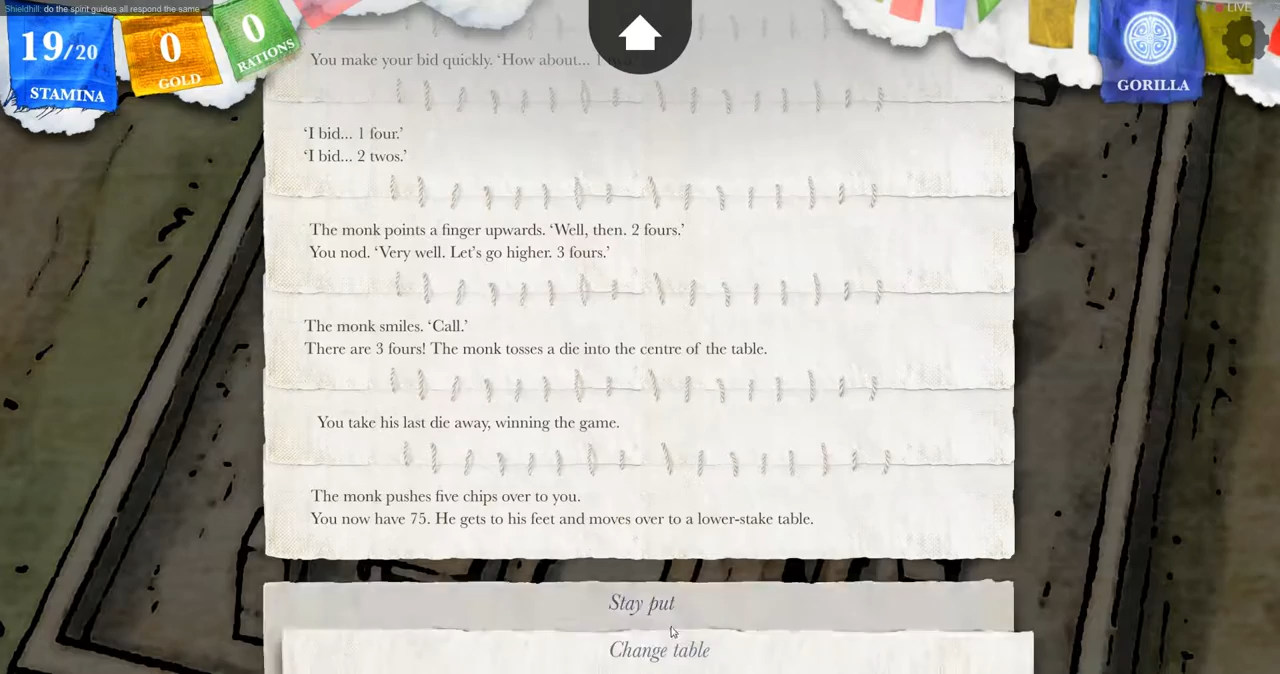 Shieldhill: do the spirit guides all respond the same
LIVE
19/20
STAMINA
0
GOLD
0
RATIONS
GORILLA
You make your bid quickly. ‘How about... 1 two.’
‘I bid... 1 four.’
‘I bid... 2 twos.’
The monk points a finger upwards. ‘Well, then. 2 fours.’
You nod. ‘Very well. Let’s go higher. 3 fours.’
The monk smiles. ‘Call.’
There are 3 fours! The monk tosses a die into the centre of the table.
You take his last die away, winning the game.
The monk pushes five chips over to you.
You now have 75. He gets to his feet and moves over to a lower-stake table.
Stay put
Change table